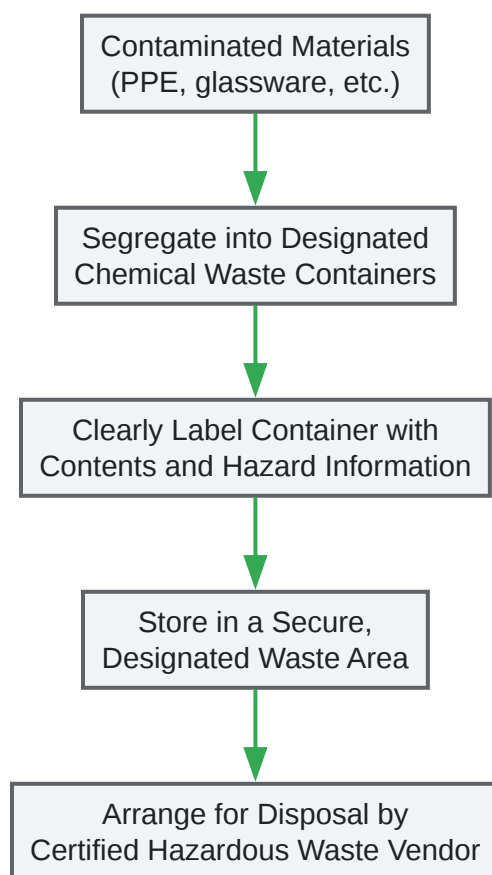 Contaminated Materials
(PPE, glassware, etc.)
Segregate into Designated
Chemical Waste Containers
Clearly Label Container with
Contents and Hazard Information
Store in a Secure,
Designated Waste Area
Arrange for Disposal by
Certified Hazardous Waste Vendor